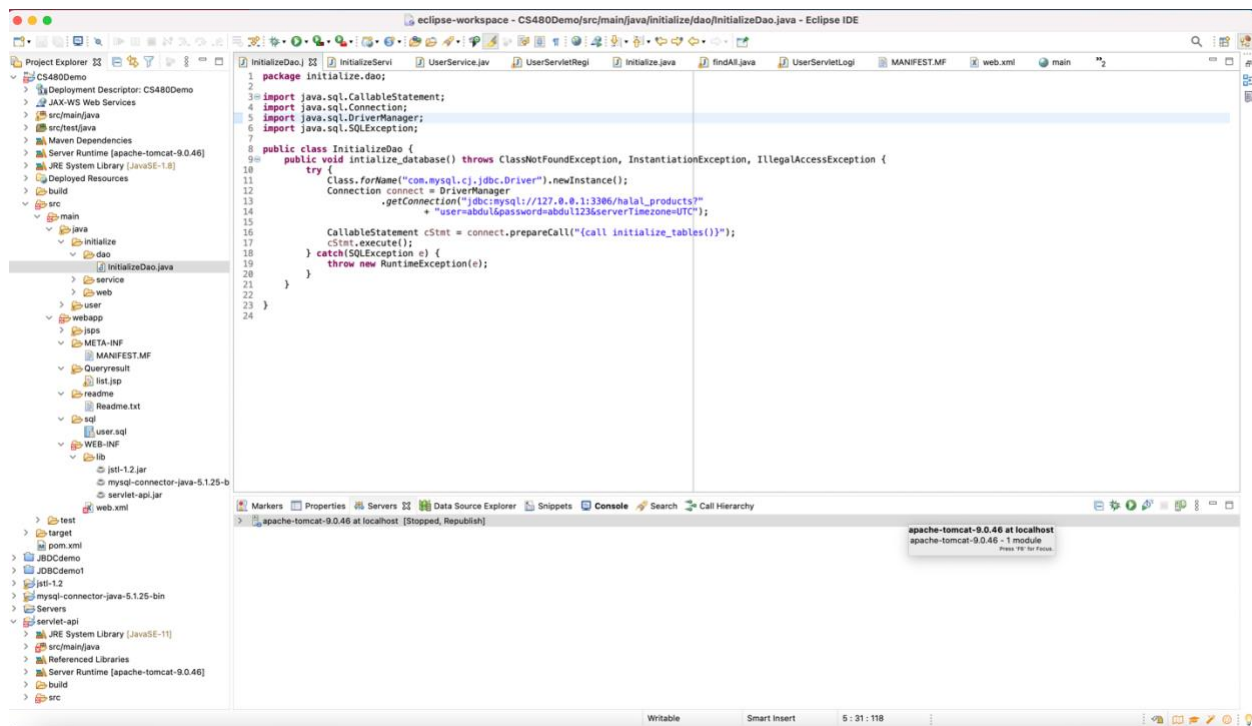 eclipse-workspace - CS480Demo/src/main/java/initialize/dao/InitializeDao.java - Eclipse IDE
Project Explorer
CS480Demo
Deployment Descriptor: CS480Demo
JAX-WS Web Services
src/main/java
src/test/java
Maven Dependencies
Server Runtime [apache-tomcat-9.0.46]
JRE System Library [JavaSE-1.8]
Deployed Resources
build
src
main
java
initialize
dao
InitializeDao.java
service
web
user
webapp
jsps
META-INF
MANIFEST.MF
Queryresult
list.jsp
readme
Readme.txt
sql
user.sql
WEB-INF
lib
jstl-1.2.jar
mysql-connector-java-5.1.25-b
servlet-api.jar
web.xml
test
target
pom.xml
JBDCdemo
JDBCdemo1
jstl-1.2
mysql-connector-java-5.1.25-bin
Servers
servlet-api
JRE System Library [JavaSE-11]
src/main/java
Referenced Libraries
Server Runtime [apache-tomcat-9.0.46]
build
src
InitializeDao.j InitializeServi UserService.jav UserServletRegi Initialize.java findAll.java UserServletLogi MANIFEST.MF web.xml main »2
1 package initialize.dao;
2
3 import java.sql.CallableStatement;
4 import java.sql.Connection;
5 import java.sql.DriverManager;
6 import java.sql.SQLException;
7
8 public class InitializeDao {
9 public void intialize_database() throws ClassNotFoundException, InstantiationException, IllegalAccessException {
10 try {
11 Class.forName("com.mysql.cj.jdbc.Driver").newInstance();
12 Connection connect = DriverManager
13 .getConnection("jdbc:mysql://127.0.0.1:3306/halal_products?"
14 + "user=abdul&password=abdul123&serverTimezone=UTC");
15
16 CallableStatement cStmt = connect.prepareCall("{call initialize_tables()}");
17 cStmt.execute();
18 } catch(SQLException e) {
19 throw new RuntimeException(e);
20 }
21 }
22
23 }
24
Markers Properties Servers Data Source Explorer Snippets Console Search Call Hierarchy
apache-tomcat-9.0.46 at localhost [Stopped, Republish]
apache-tomcat-9.0.46 at localhost
apache-tomcat-9.0.46 - 1 module
Press 'F8' for Focus
Writable Smart Insert 5 : 31 : 118